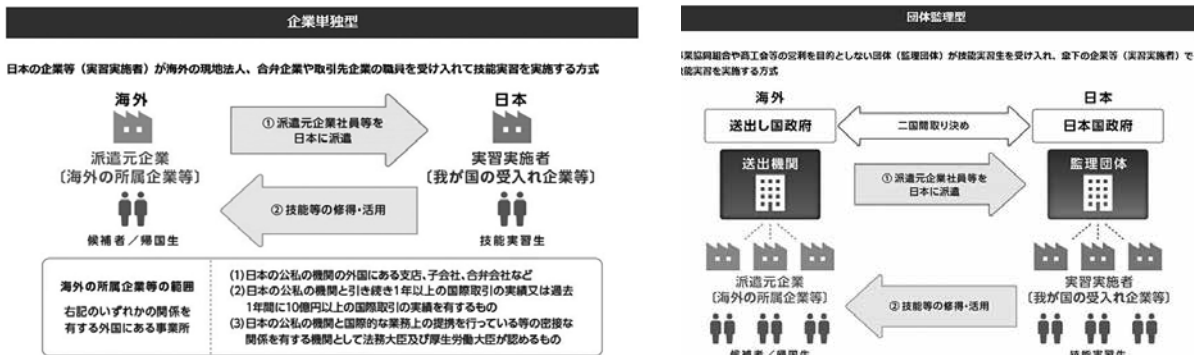 企業単独型
日本の企業等（実習実施者）が海外の現地法人、合弁企業や取引先企業の職員を受け入れて技能実習を実施する方式
海外
日本
① 派遣元企業社員等を
日本に派遣
派遣元企業
〔海外の所属企業等〕
実習実施者
〔我が国の受入れ企業等〕
② 技能等の修得・活用
候補者／帰国生
技能実習生
海外の所属企業等の範囲
右記のいずれかの関係を
有する外国にある事業所
(1)日本の公私の機関の外国にある支店、子会社、合弁会社など
(2)日本の公私の機関と引き続き1年以上の国際取引の実績又は過去
1年間に10億円以上の国際取引の実績を有するもの
(3)日本の公私の機関と国際的な業務上の提携を行っている等の密接な
関係を有する機関として法務大臣及び厚生労働大臣が認めるもの
団体監理型
業協同組合や商工会等の営利を目的としない団体（監理団体）が技能実習生を受け入れ、傘下の企業等（実習実施者）で
能実習を実施する方式
海外
日本
送出し国政府
二国間取り決め
日本国政府
送出機関
① 派遣元企業社員等を
日本に派遣
監理団体
派遣元企業
〔海外の所属企業等〕
実習実施者
〔我が国の受入れ企業等〕
② 技能等の修得・活用
候補者／帰国生
技能実習生